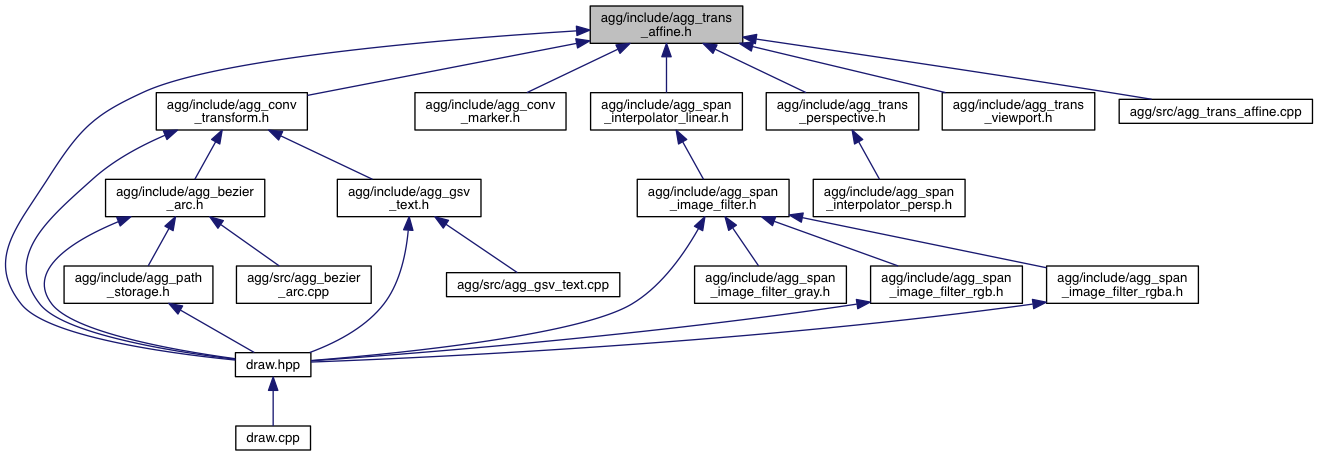 agg/include/agg_trans
_affine.h
agg/include/agg_conv
_transform.h
agg/include/agg_conv
_marker.h
agg/include/agg_span
_interpolator_linear.h
agg/include/agg_trans
_perspective.h
agg/include/agg_trans
_viewport.h
agg/src/agg_trans_affine.cpp
agg/include/agg_bezier
_arc.h
agg/include/agg_gsv
_text.h
agg/include/agg_span
_image_filter.h
agg/include/agg_span
_interpolator_persp.h
agg/include/agg_path
_storage.h
agg/src/agg_bezier
_arc.cpp
agg/src/agg_gsv_text.cpp
agg/include/agg_span
_image_filter_gray.h
agg/include/agg_span
_image_filter_rgb.h
agg/include/agg_span
_image_filter_rgba.h
draw.hpp
draw.cpp